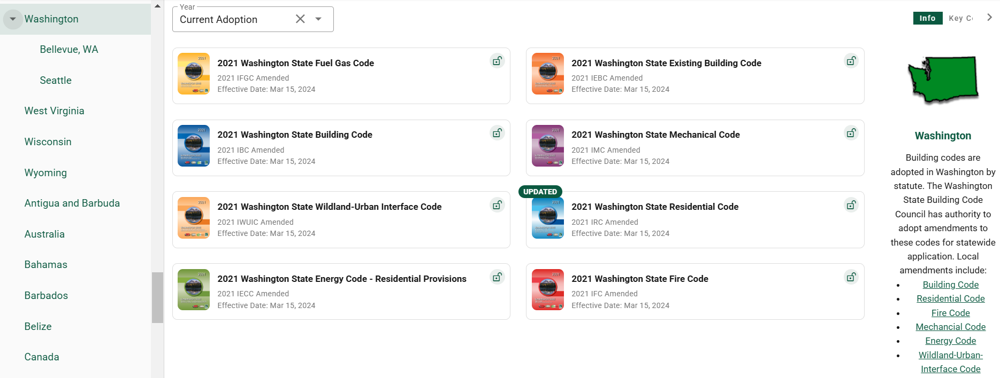 Washington
Bellevue, WA
Seattle
West Virginia
Wisconsin
Wyoming
Antigua and Barbuda
Australia
Bahamas
Barbados
Belize
Canada
Year
Current Adoption
2021
2021 Washington State Fuel Gas Code
2021 IFGC Amended
Effective Date: Mar 15, 2024
2021
2021 Washington State Existing Building Code
2021 IEBC Amended
Effective Date: Mar 15, 2024
2021
2021 Washington State Building Code
2021 IBC Amended
Effective Date: Mar 15, 2024
2021
2021 Washington State Mechanical Code
2021 IMC Amended
Effective Date: Mar 15, 2024
2021
2021 Washington State Wildland-Urban Interface Code
2021 IWUIC Amended
Effective Date: Mar 15, 2024
UPDATED
2021
2021 Washington State Residential Code
2021 IRC Amended
Effective Date: Mar 15, 2024
2021
2021 Washington State Energy Code - Residential Provisions
2021 IECC Amended
Effective Date: Mar 15, 2024
2021
2021 Washington State Fire Code
2021 IFC Amended
Effective Date: Mar 15, 2024
Info Key
Washington
Building codes are
adopted in Washington by
statute. The Washington
State Building Code
Council has authority to
adopt amendments to
these codes for statewide
application. Local
amendments include:
• Building Code
• Residential Code
• Fire Code
• Mechancial Code
• Energy Code
• Wildland-Urban-
Interface Code